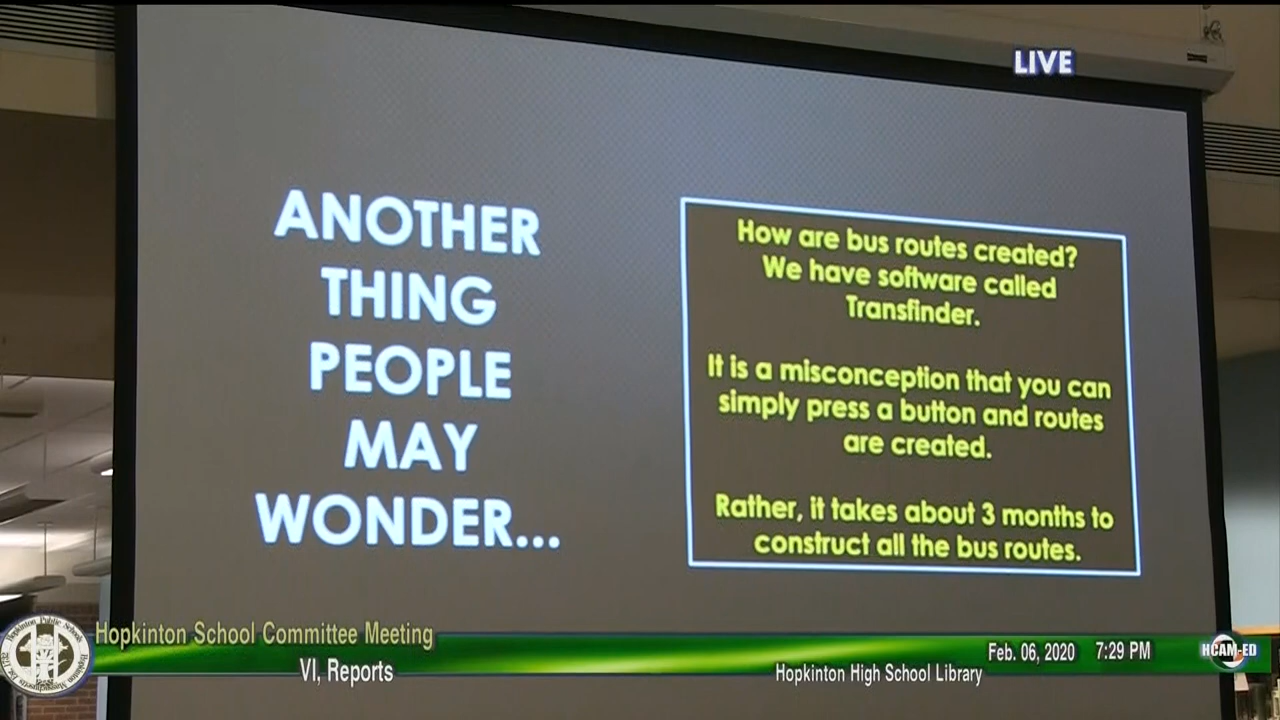 LIVE
ANOTHER
THING
PEOPLE
MAY
WONDER...
How are bus routes created?
We have software called
Transfinder.
It is a misconception that you can
simply press a button and routes
are created.
Rather, it takes about 3 months to
construct all the bus routes.
Hopkinton School Committee Meeting
VI, Reports
Feb. 06, 2020 7:29 PM
Hopkinton High School Library
HCAM-ED
Hopkinton Public Schools